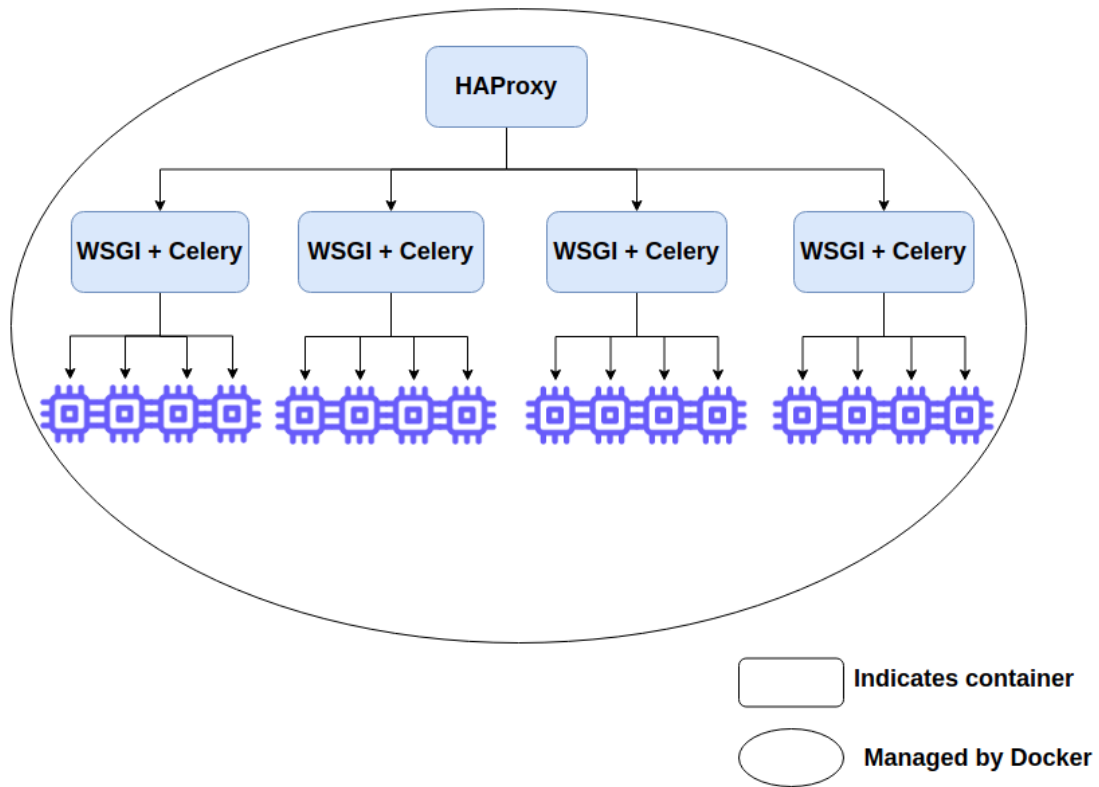 HAProxy
WSGI + Celery
WSGI + Celery
WSGI + Celery
WSGI + Celery
Indicates container
Managed by Docker